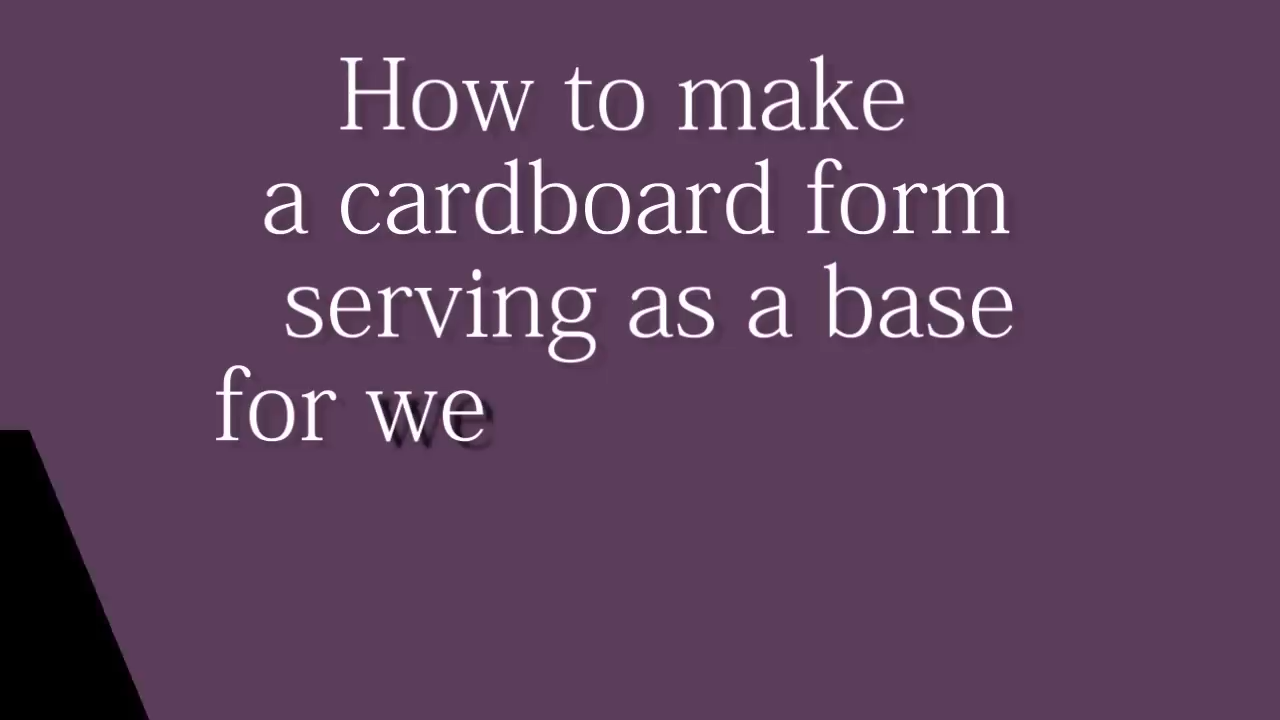 How to make
a cardboard form
serving as a base
for we